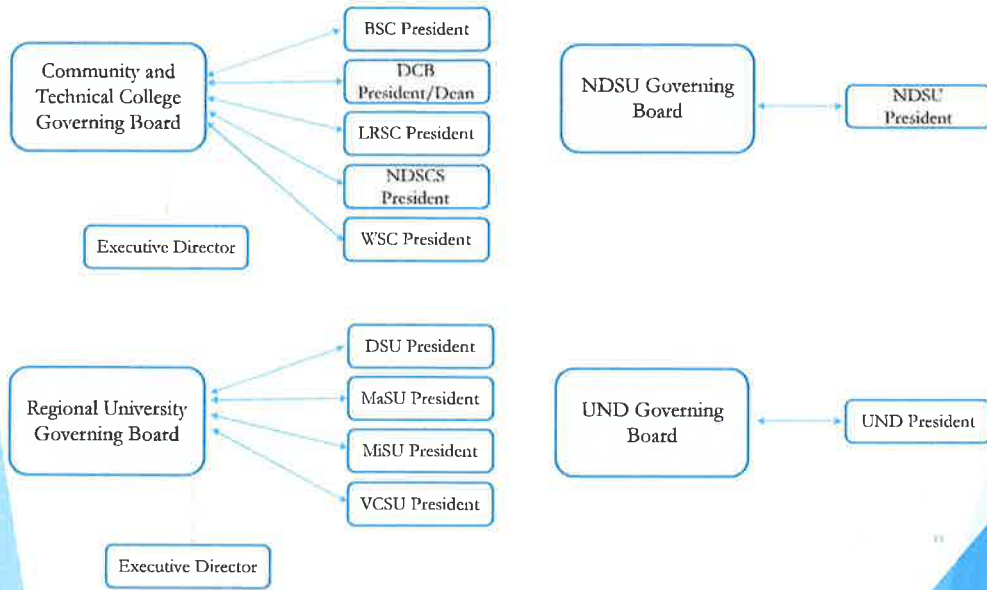 BSC President
Community and
Technical College
Governing Board
DCB
President/Dean
LRSC President
NDSCS
President
WSC President
Executive Director
NDSU Governing
Board
NDSU
President
DSU President
Regional University
Governing Board
MaSU President
MiSU President
VCSU President
Executive Director
UND Governing
Board
UND President